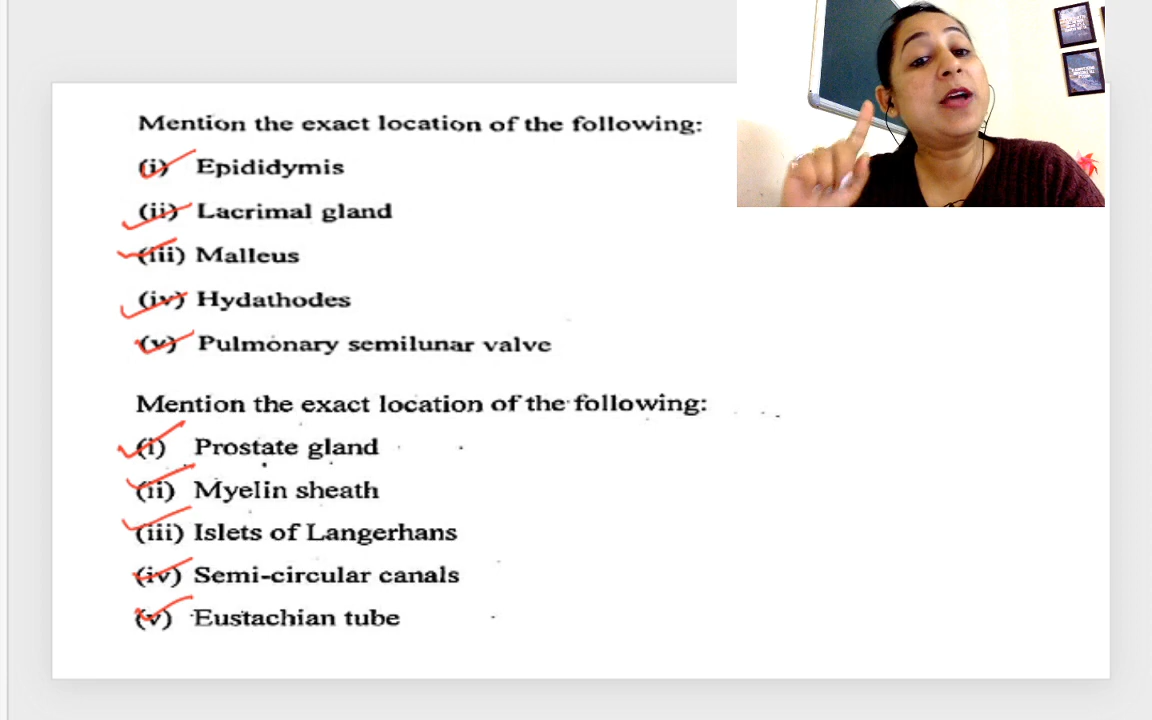 Mention the exact location of the following:
(i) Epididymis
(ii) Lacrimal gland
(iii) Malleus
(iv) Hydathodes
(v) Pulmonary semilunar valve
Mention the exact location of the following:
(i) Prostate gland
(ii) Myelin sheath
(iii) Islets of Langerhans
(iv) Semi-circular canals
(v) Eustachian tube